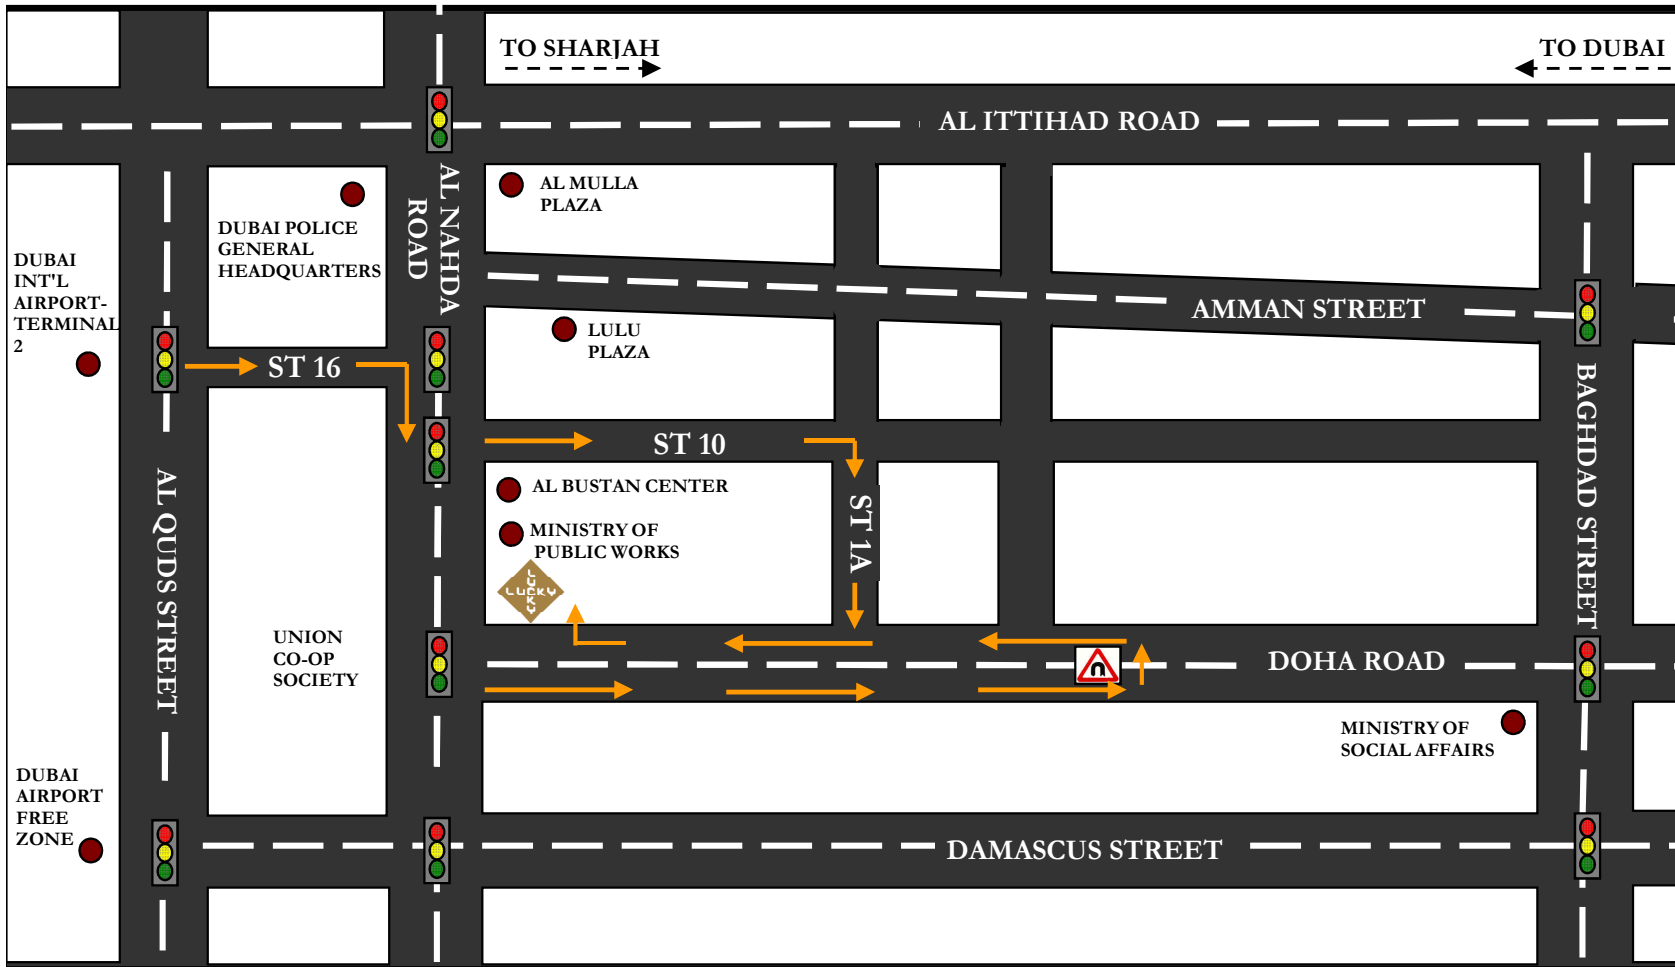 TO SHARJAH
TO DUBAI
AL ITTIHAD ROAD
AL NAHDA
ROAD
AL MULLA
PLAZA
DUBAI POLICE
GENERAL
HEADQUARTERS
DUBAI
INT'L
AIRPORT-
TERMINAL
2
AMMAN STREET
LULU
PLAZA
ST 16
ST 10
BAGHDAD STREET
AL QUDS STREET
AL BUSTAN CENTER
MINISTRY OF
PUBLIC WORKS
ST 1A
LUCKY
LUCKY
UNION
CO-OP
SOCIETY
DOHA ROAD
MINISTRY OF
SOCIAL AFFAIRS
DUBAI
AIRPORT
FREE
ZONE
DAMASCUS STREET